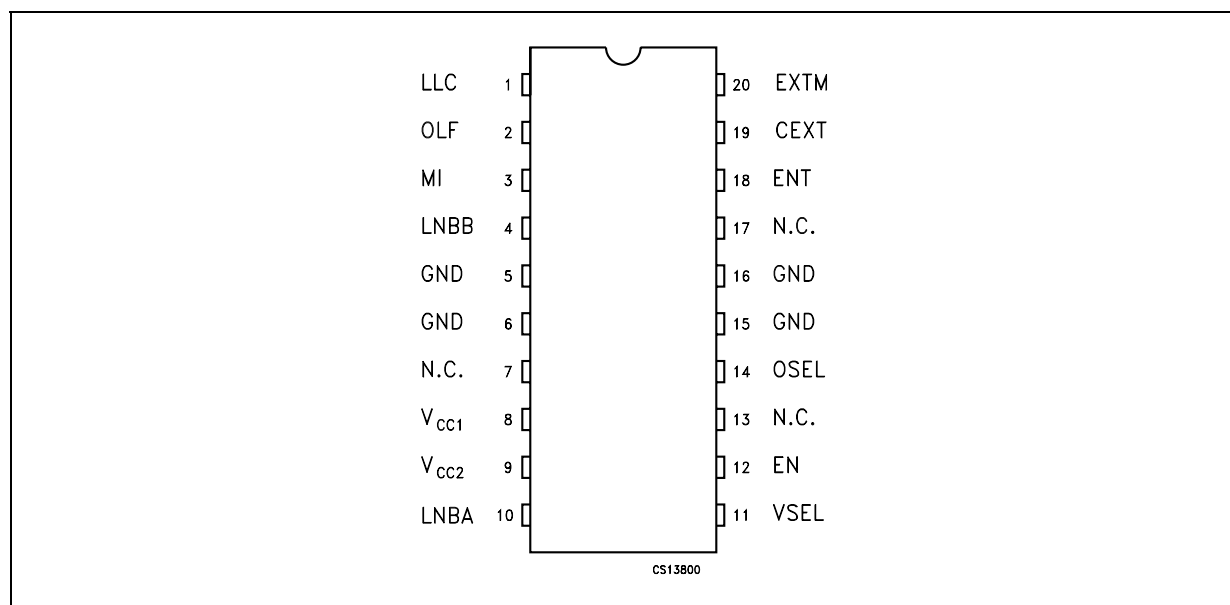 LLC 1 20 EXTM
OLF 2 19 CEXT
MI 3 18 ENT
LNBB 4 17 N.C.
GND 5 16 GND
GND 6 15 GND
N.C. 7 14 OSEL
VCC1 8 13 N.C.
VCC2 9 12 EN
LNBA 10 11 VSEL
CS13800